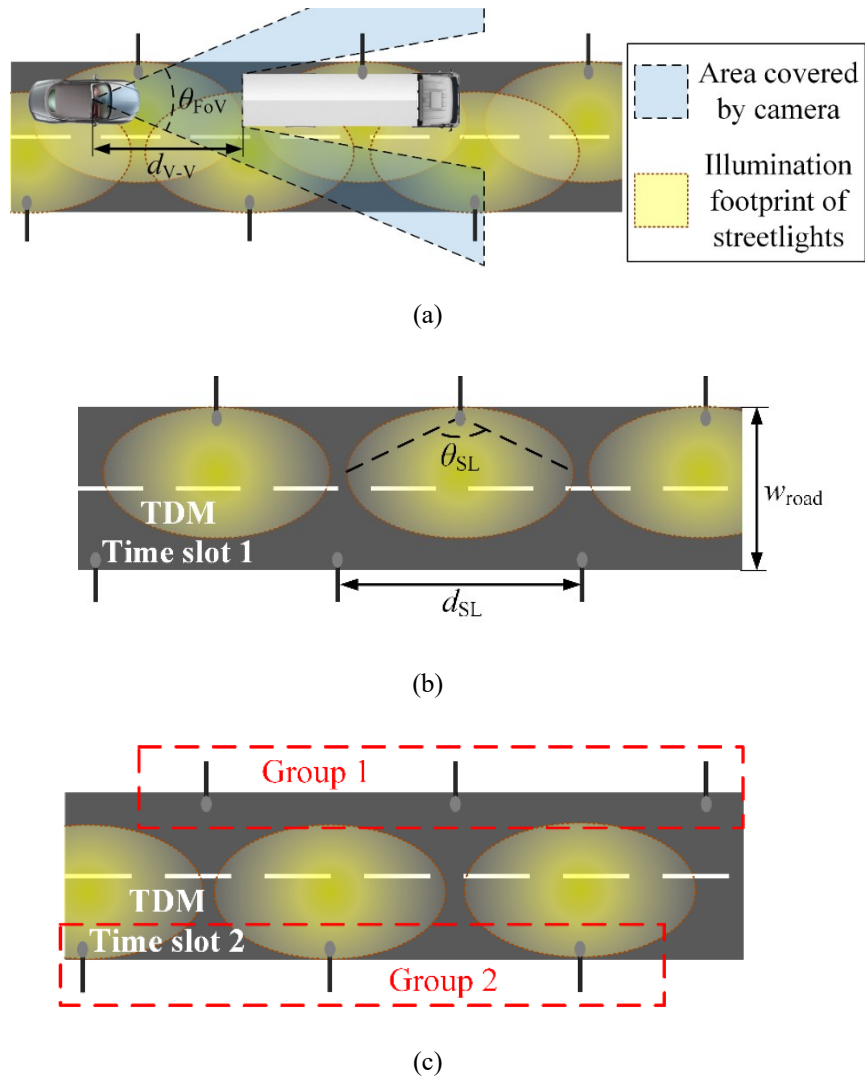 θFoV
dV-V
Area covered
by camera
Illumination
footprint of
streetlights
(a)
θSL
wroad
TDM
Time slot 1
dSL
(b)
Group 1
TDM
Time slot 2
Group 2
(c)